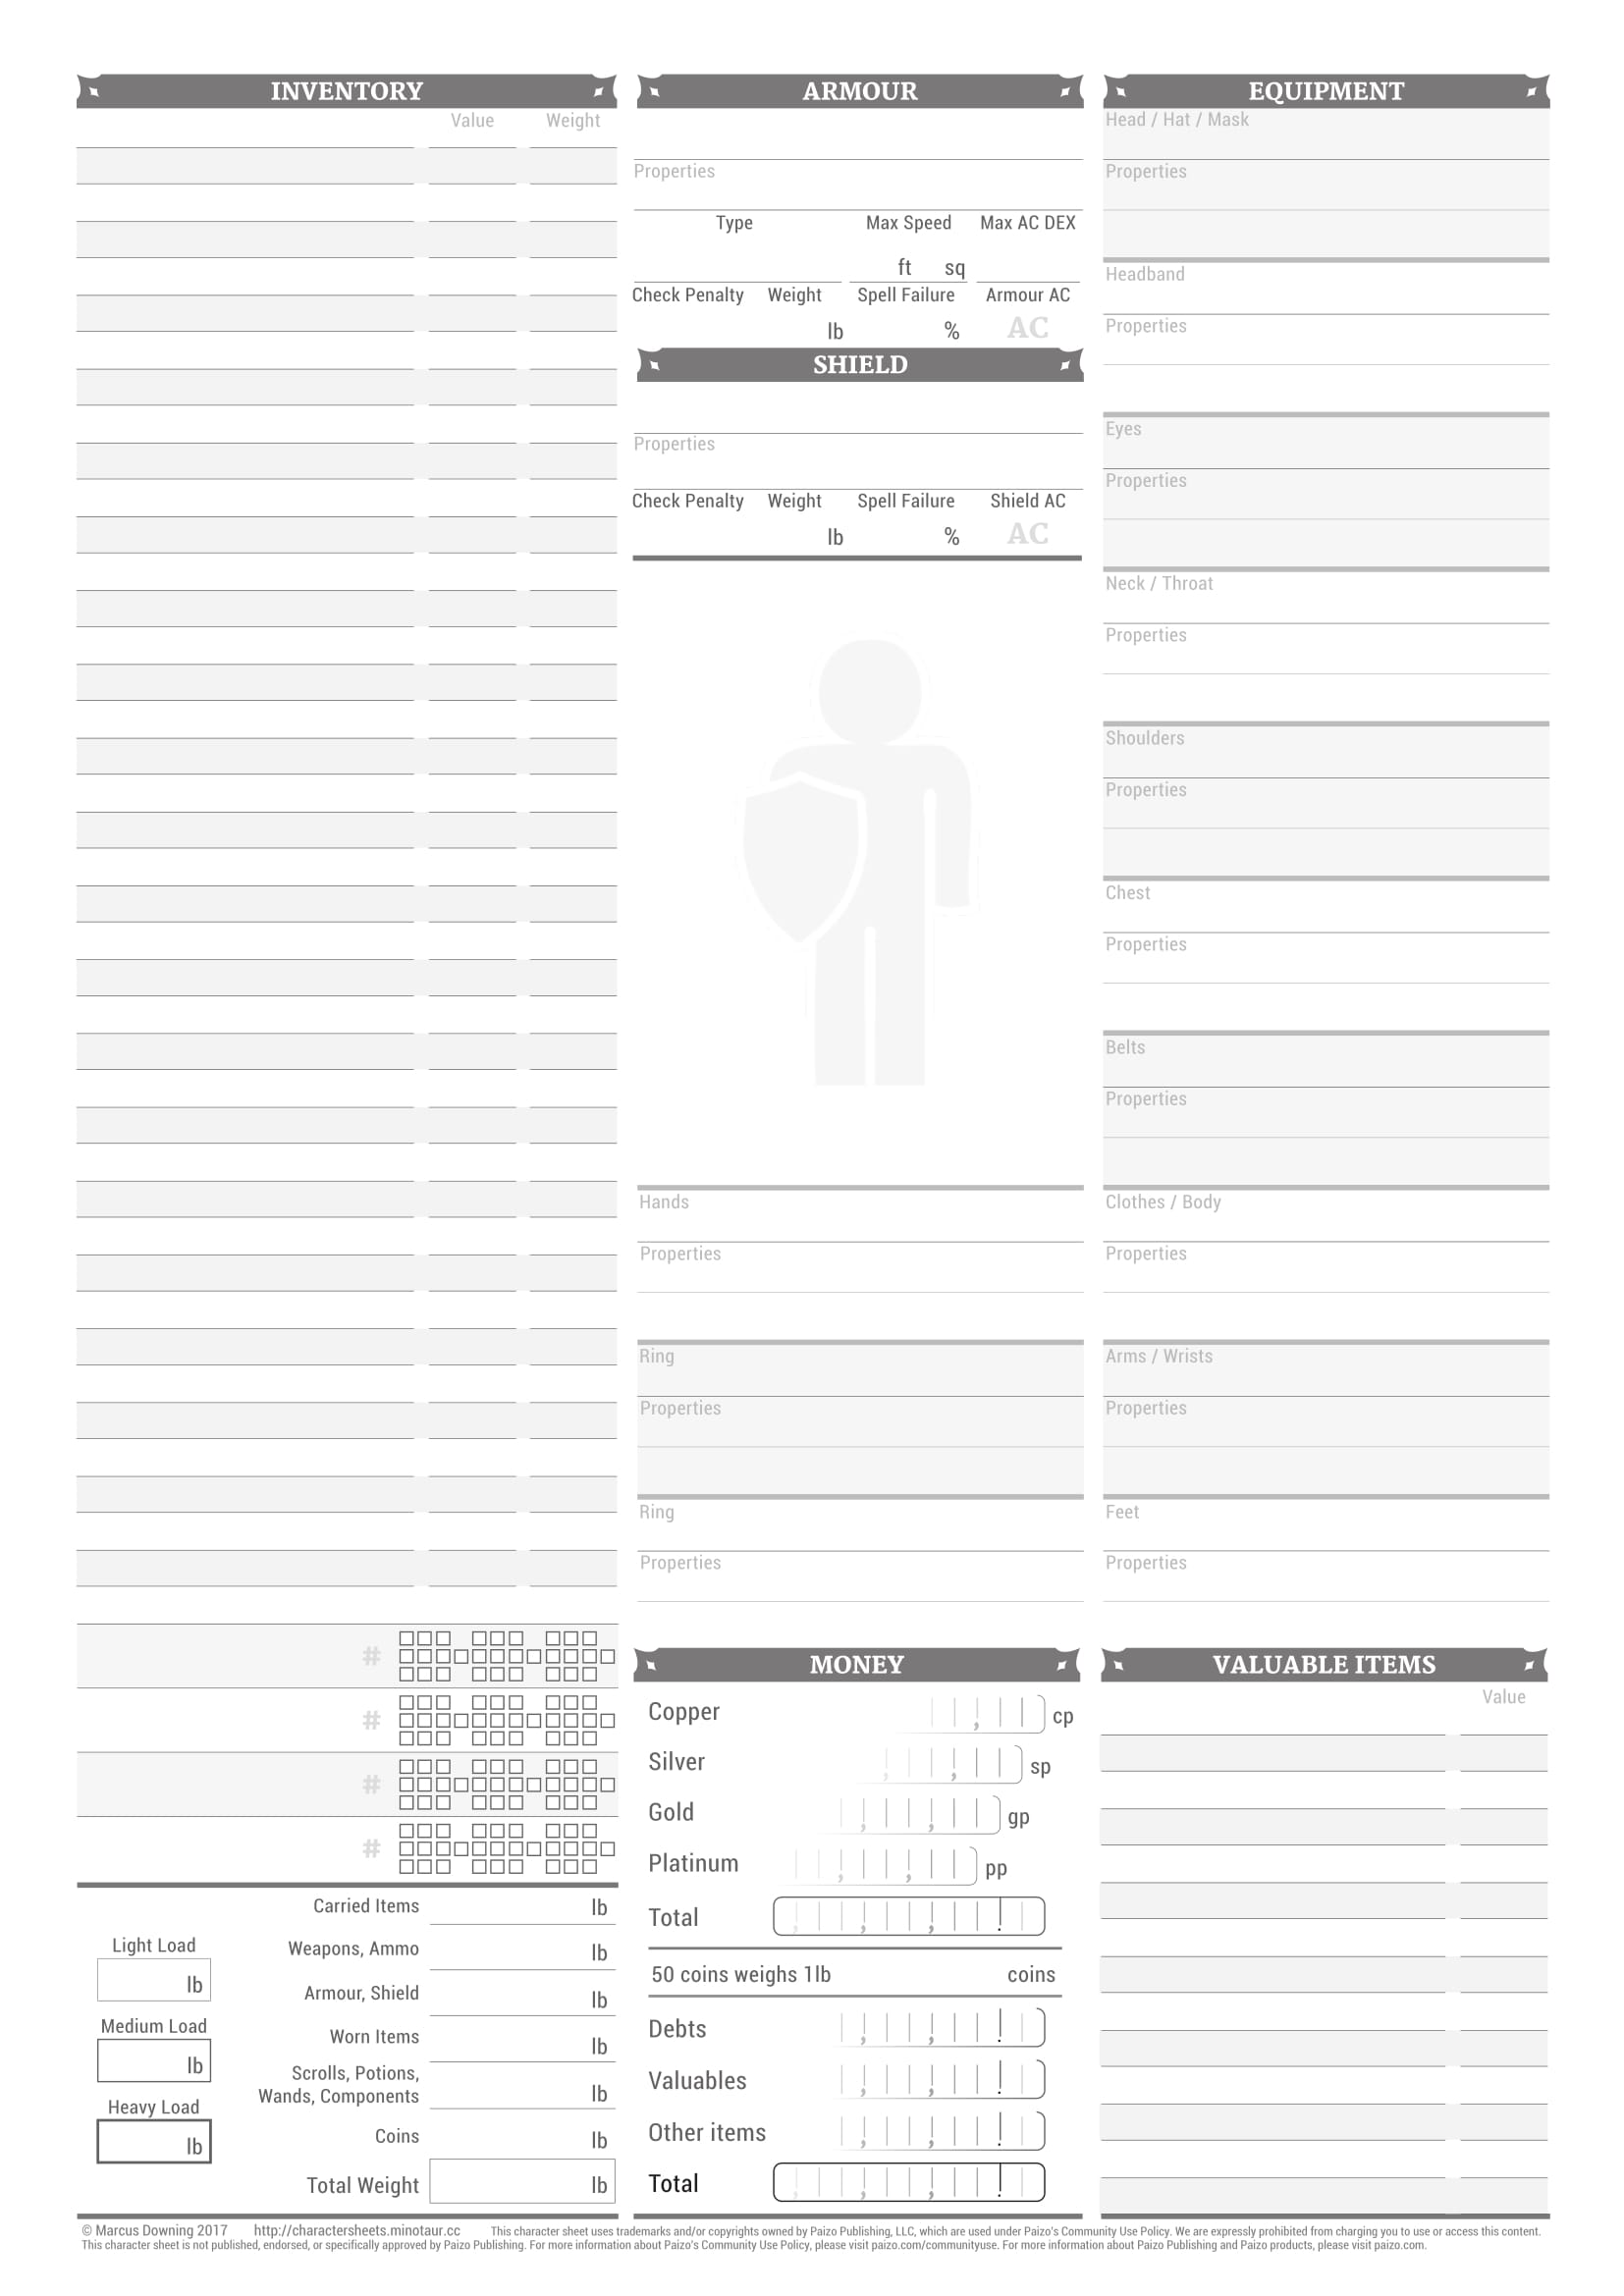 INVENTORY
Value Weight
#
#
#
#
Carried Items lb
Light Load
lb
Weapons, Ammo lb
Armour, Shield lb
Medium Load
lb
Worn Items lb
Scrolls, Potions,
Wands, Components lb
Heavy Load
lb
Coins lb
Total Weight lb
ARMOUR
Properties
Type Max Speed Max AC DEX
ft sq
Check Penalty Weight Spell Failure Armour AC
lb % AC
SHIELD
Properties
Check Penalty Weight Spell Failure Shield AC
lb % AC
Hands
Properties
Ring
Properties
Ring
Properties
MONEY
Copper , cp
Silver , , sp
Gold , , gp
Platinum , , pp
Total , , , .
50 coins weighs 1lb coins
Debts , , .
Valuables , , .
Other items , , .
Total , , , .
EQUIPMENT
Head / Hat / Mask
Properties
Headband
Properties
Eyes
Properties
Neck / Throat
Properties
Shoulders
Properties
Chest
Properties
Belts
Properties
Clothes / Body
Properties
Arms / Wrists
Properties
Feet
Properties
VALUABLE ITEMS
Value
© Marcus Downing 2017 http://charactersheets.minotaur.cc This character sheet uses trademarks and/or copyrights owned by Paizo Publishing, LLC, which are used under Paizo's Community Use Policy. We are expressly prohibited from charging you to use or access this content.
This character sheet is not published, endorsed, or specifically approved by Paizo Publishing. For more information about Paizo's Community Use Policy, please visit paizo.com/communityuse. For more information about Paizo Publishing and Paizo products, please visit paizo.com.